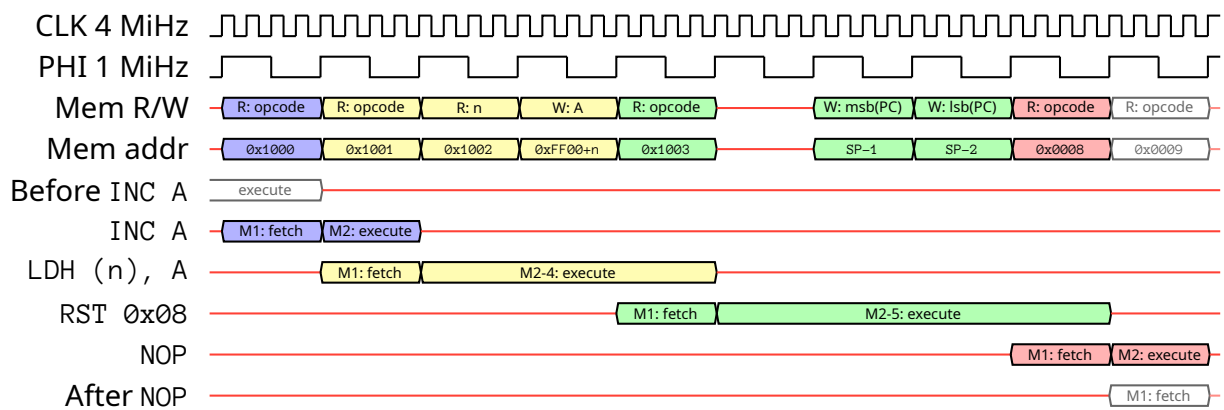 CLK 4 MiHz
PHI 1 MiHz
Mem R/W R: opcode R: opcode R: n W: A R: opcode W: msb(PC) W: lsb(PC) R: opcode R: opcode
Mem addr 0x1000 0x1001 0x1002 0xFF00+n 0x1003 SP–1 SP–2 0x0008 0x0009
Before INC A execute
INC A M1: fetch M2: execute
LDH (n), A M1: fetch M2-4: execute
RST 0x08 M1: fetch M2-5: execute
NOP M1: fetch M2: execute
After NOP M1: fetch